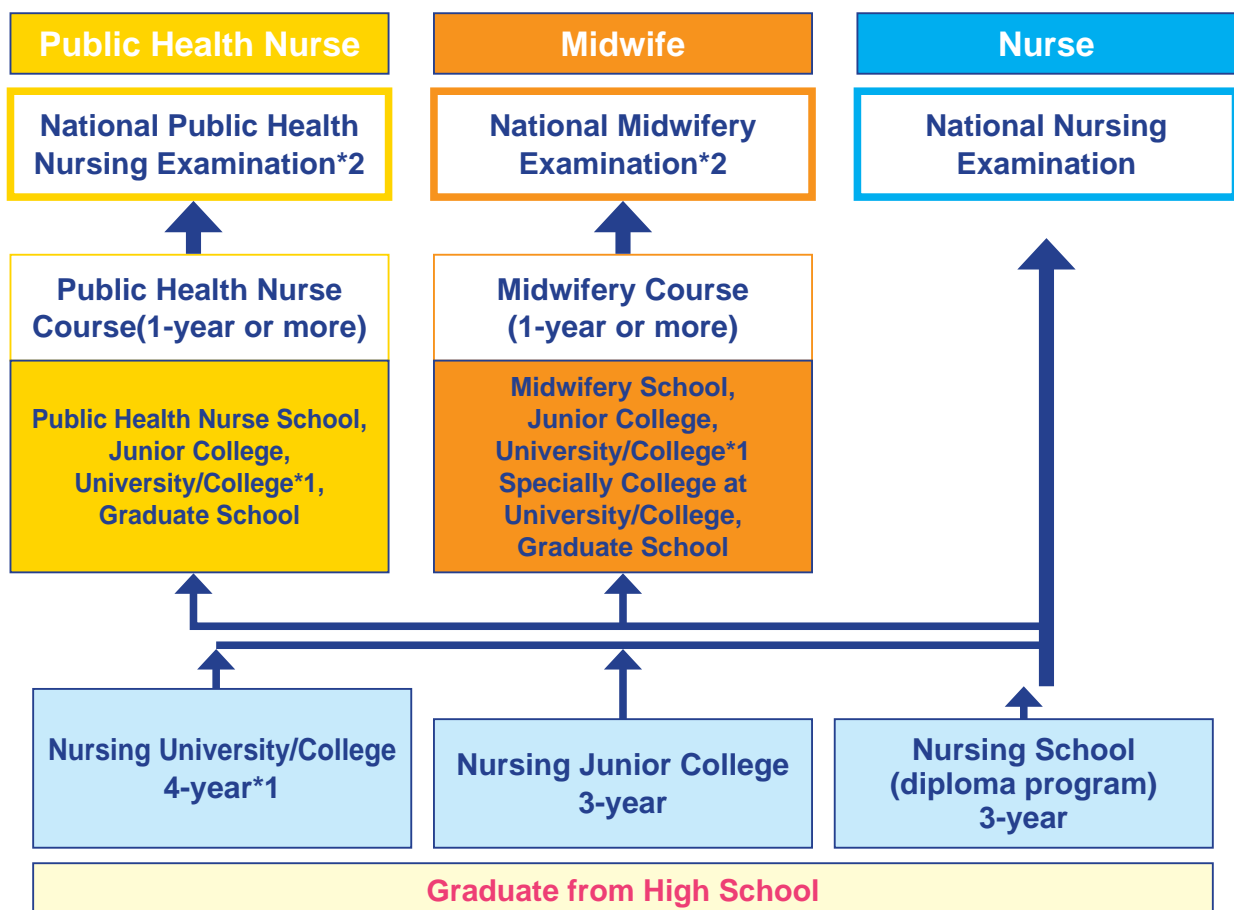 Public Health Nurse
Midwife
Nurse
National Public Health
Nursing Examination*2
National Midwifery
Examination*2
National Nursing
Examination
Public Health Nurse
Course(1-year or more)
Midwifery Course
(1-year or more)
Public Health Nurse School,
Junior College,
University/College*1,
Graduate School
Midwifery School,
Junior College,
University/College*1
Specially College at
University/College,
Graduate School
Nursing University/College
4-year*1
Nursing Junior College
3-year
Nursing School
(diploma program)
3-year
Graduate from High School